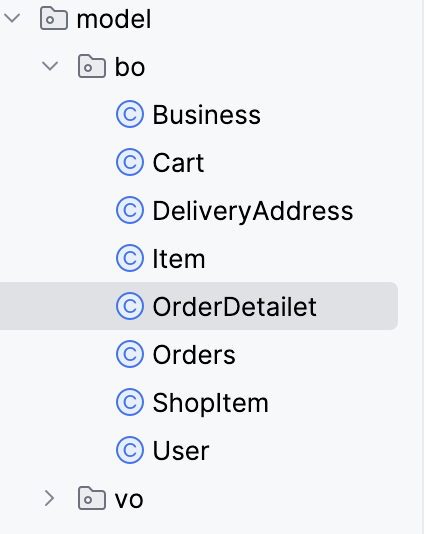 model
bo
C Business
C Cart
C DeliveryAddress
C Item
C OrderDetailet
C Orders
C ShopItem
C User
vo